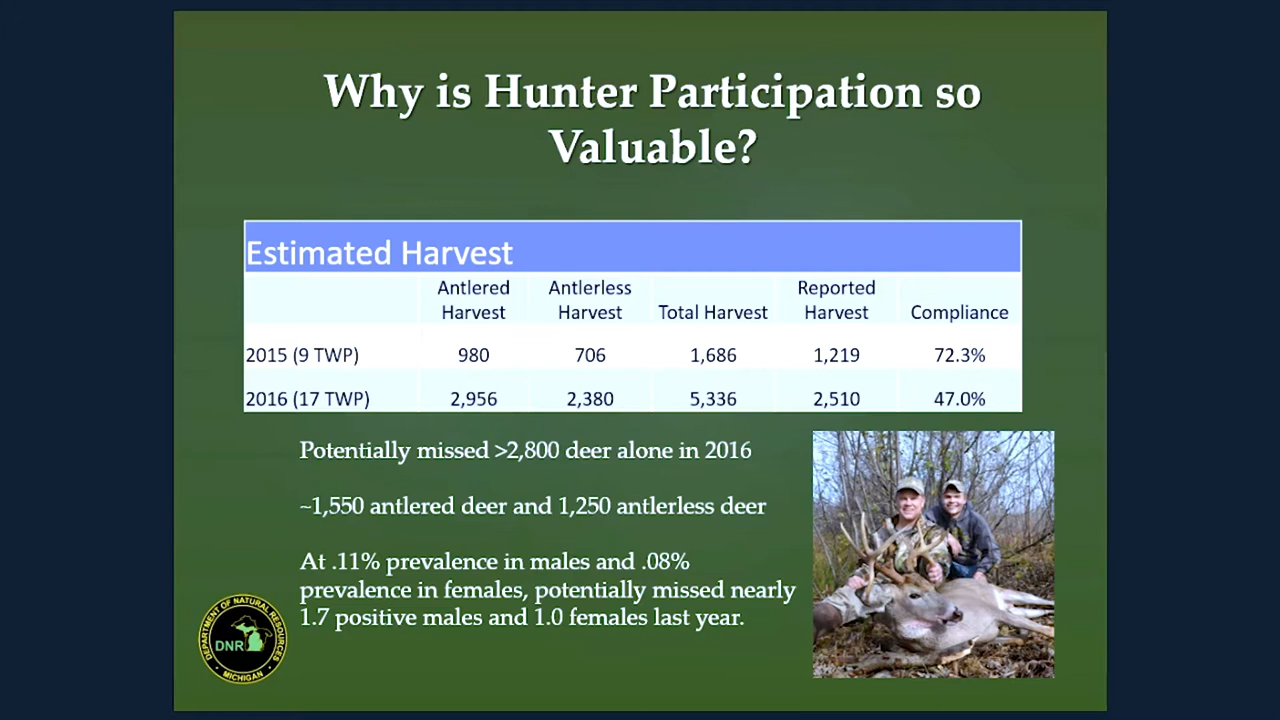 Why is Hunter Participation so
Valuable?
Estimated Harvest
Antlered Harvest Antlerless Harvest Total Harvest Reported Harvest Compliance
2015 (9 TWP) 980 706 1,686 1,219 72.3%
2016 (17 TWP) 2,956 2,380 5,336 2,510 47.0%
Potentially missed >2,800 deer alone in 2016
~1,550 antlered deer and 1,250 antlerless deer
At .11% prevalence in males and .08%
prevalence in females, potentially missed nearly
1.7 positive males and 1.0 females last year.
DEPARTMENT OF NATURAL RESOURCES
DNR
MICHIGAN